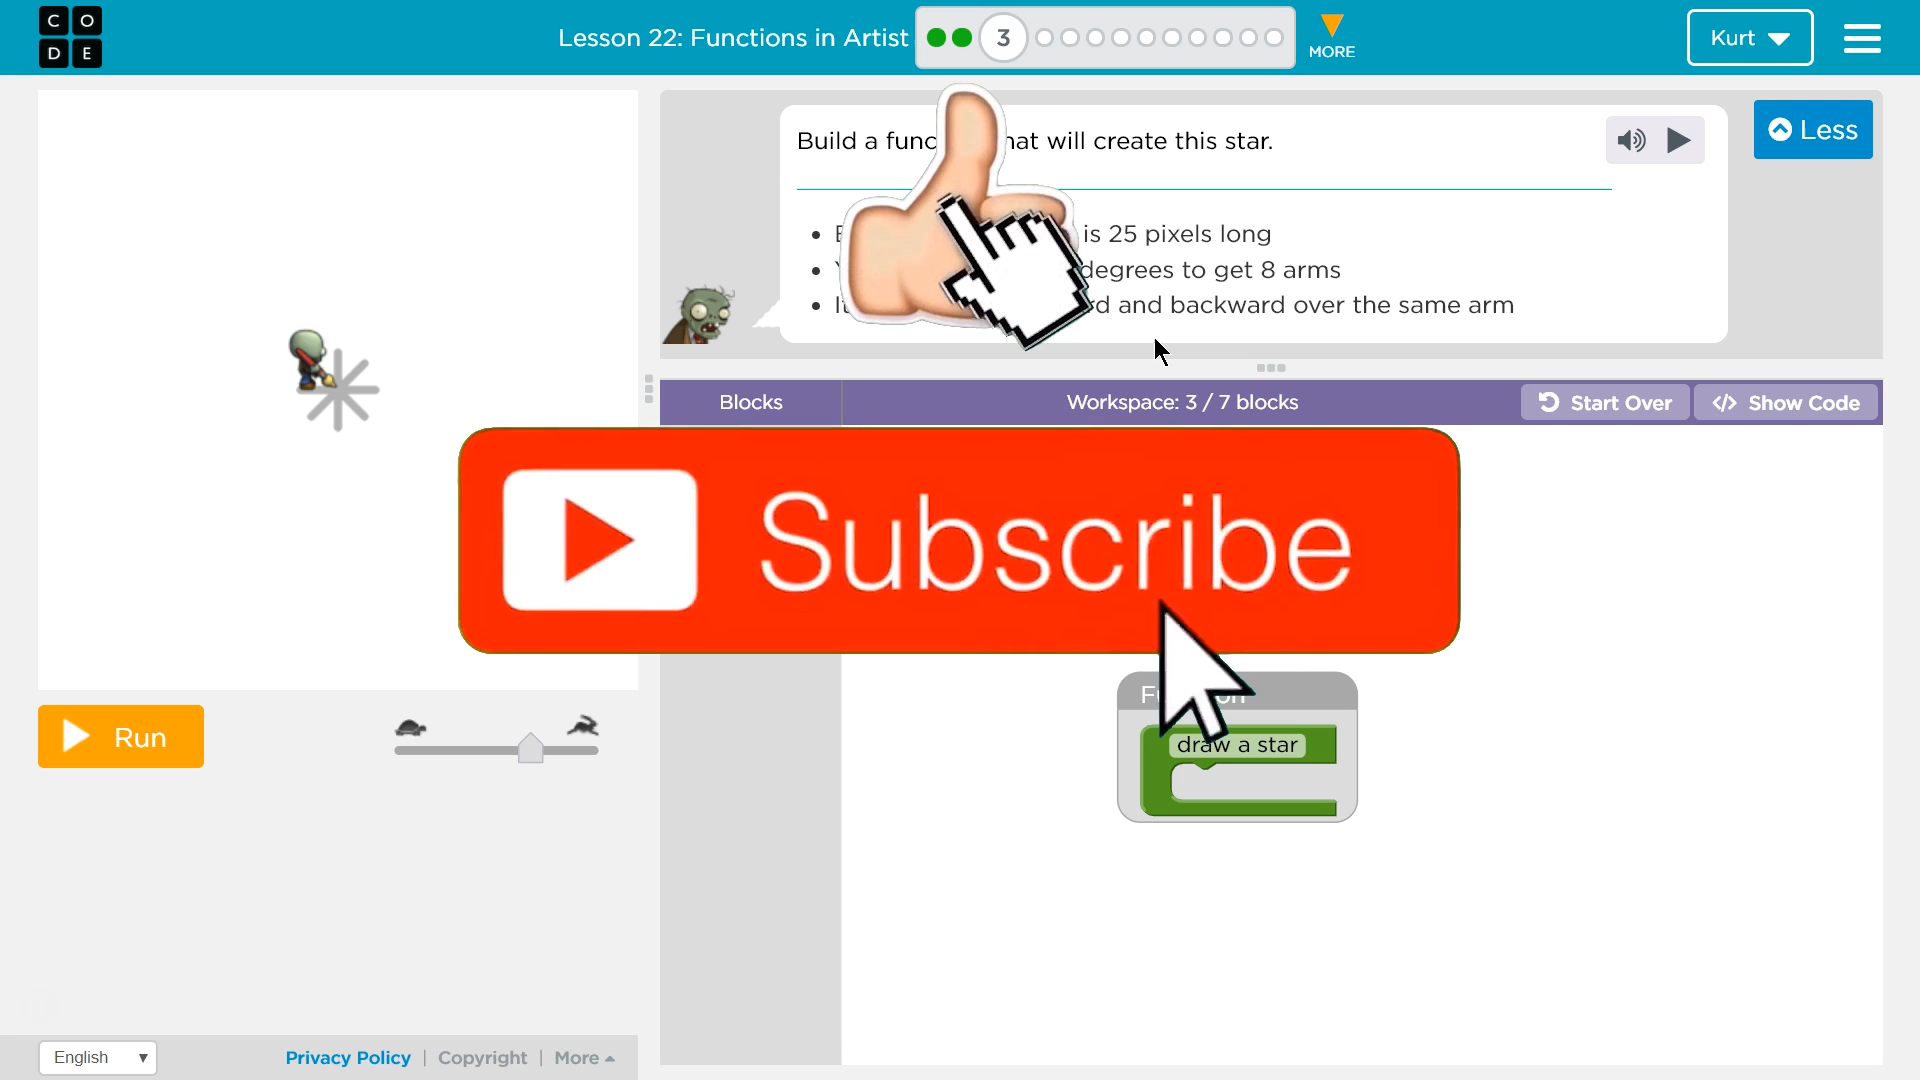 CODE
Lesson 22: Functions in Artist
3
MORE
Kurt
Build a func hat will create this star.
Less
is 25 pixels long
degrees to get 8 arms
and backward over the same arm
Blocks
Workspace: 3 / 7 blocks
Start Over
Show Code
Subscribe
draw a star
Run
English
Privacy Policy | Copyright | More